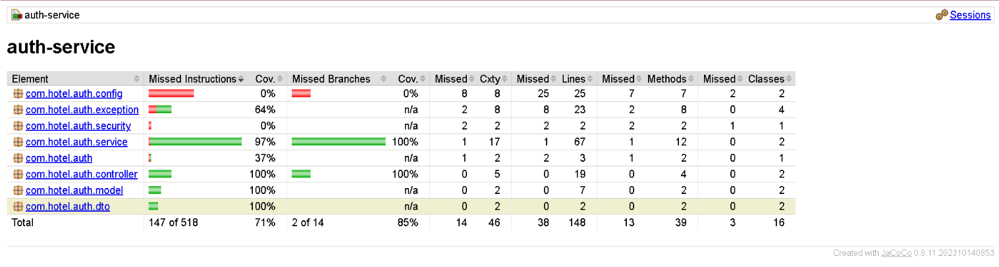 auth-service Sessions
auth-service
Element Missed Instructions Cov. Missed Branches Cov. Missed Cxty Missed Lines Missed Methods Missed Classes
com.hotel.auth.config 0% 0% 8 8 25 25 7 7 2 2
com.hotel.auth.exception 64% n/a 2 8 8 23 2 8 0 4
com.hotel.auth.security 0% n/a 2 2 2 2 2 2 1 1
com.hotel.auth.service 97% 100% 1 17 1 67 1 12 0 2
com.hotel.auth 37% n/a 1 2 2 3 1 2 0 1
com.hotel.auth.controller 100% 100% 0 5 0 19 0 4 0 2
com.hotel.auth.model 100% n/a 0 2 0 7 0 2 0 2
com.hotel.auth.dto 100% n/a 0 2 0 2 0 2 0 2
Total 147 of 518 71% 2 of 14 85% 14 46 38 148 13 39 3 16
Created with JaCoCo 0.8.11.202310140853